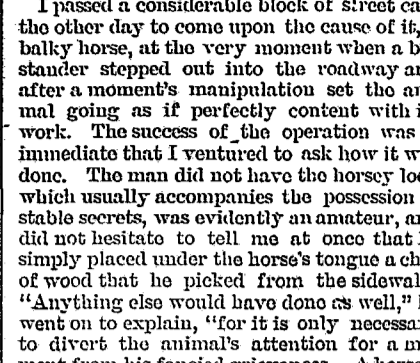 I passed a considerable block of street ca
the other day to come upon the cause of it,
balky horse, at the very moment when a b
stander stepped out into the roadway a
after a moment's manipulation set the a
mal going as if perfectly content with
work. The success of the operation was
immediate that I ventured to ask how it w
done. The man did not have the horsey lo
which usually accompanies the possession
stable secrets, was evidently an amateur, a
did not hesitate to tell me at once that
simply placed under the horse's tongue a ch
of wood that he picked from the sidewal
"Anything else would have done as well,"
went on to explain, "for it is only necessa
to divert the animal's attention for a m